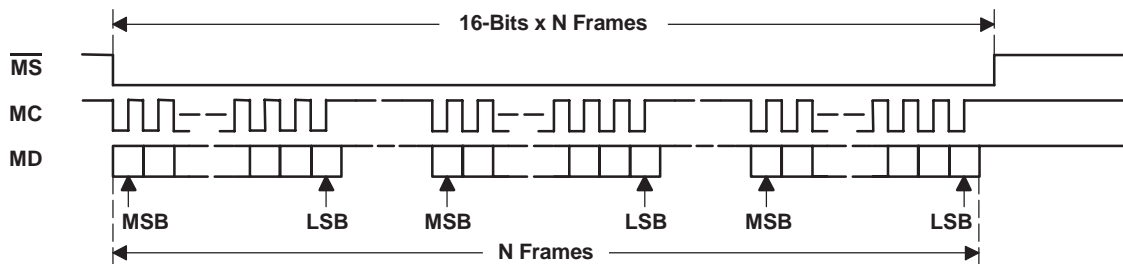 16-Bits x N Frames
MS
MC
MD
MSB LSB MSB LSB MSB LSB
N Frames